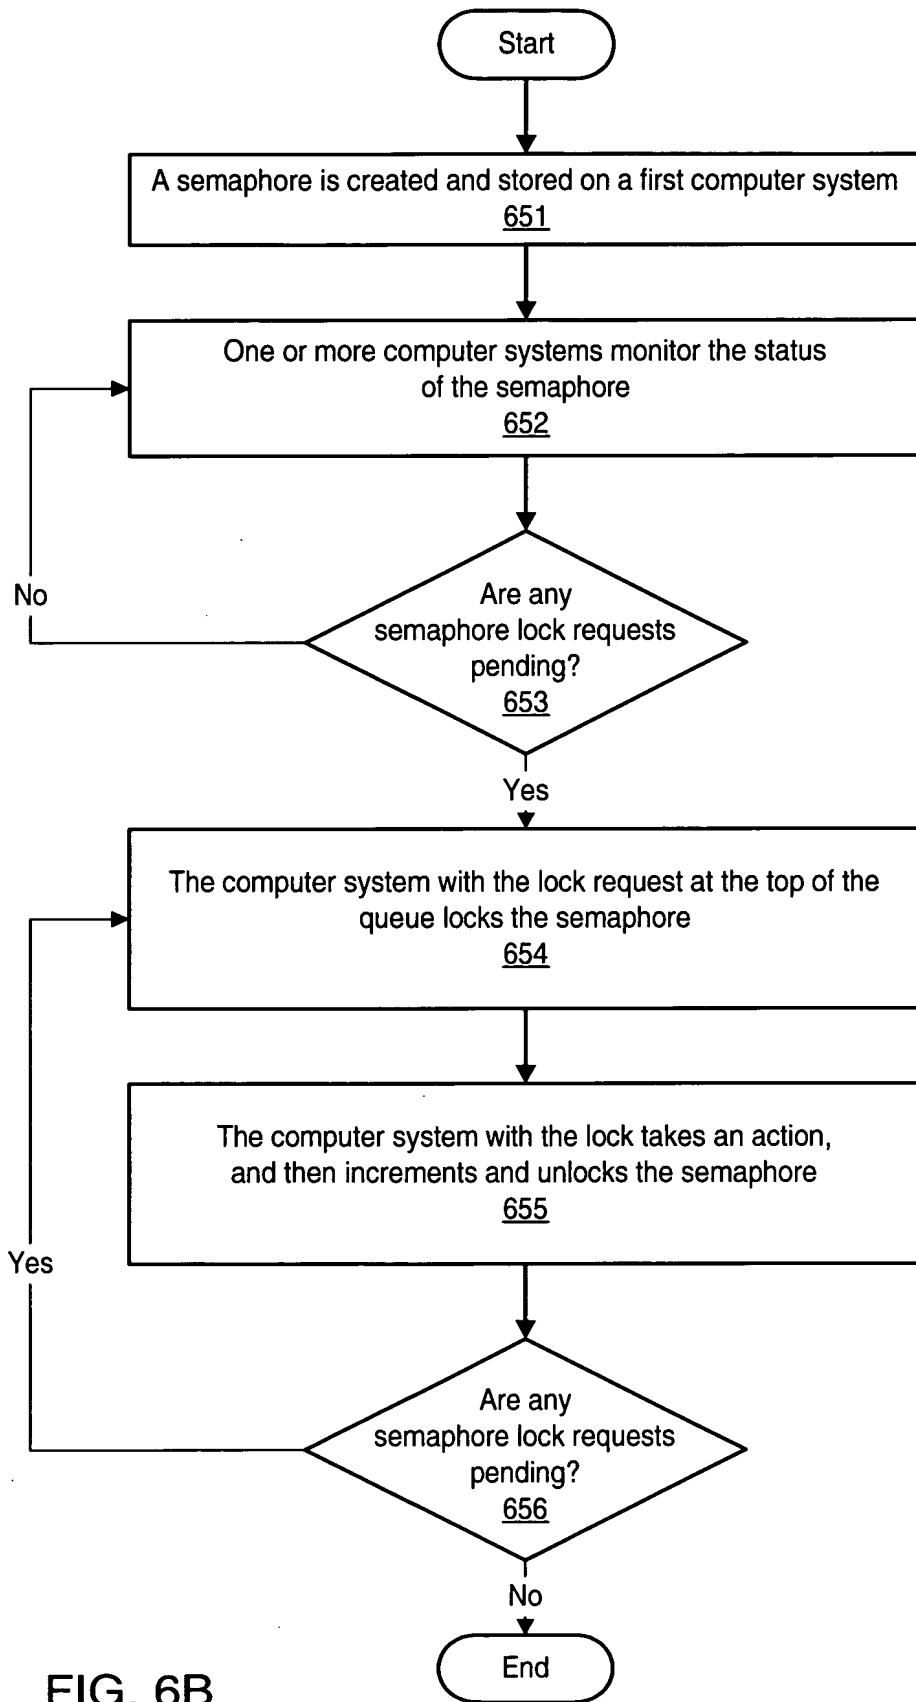 Start
A semaphore is created and stored on a first computer system
651
One or more computer systems monitor the status
of the semaphore
652
No
Are any
semaphore lock requests
pending?
653
Yes
The computer system with the lock request at the top of the
queue locks the semaphore
654
The computer system with the lock takes an action,
and then increments and unlocks the semaphore
655
Yes
Are any
semaphore lock requests
pending?
656
No
End
FIG. 6B